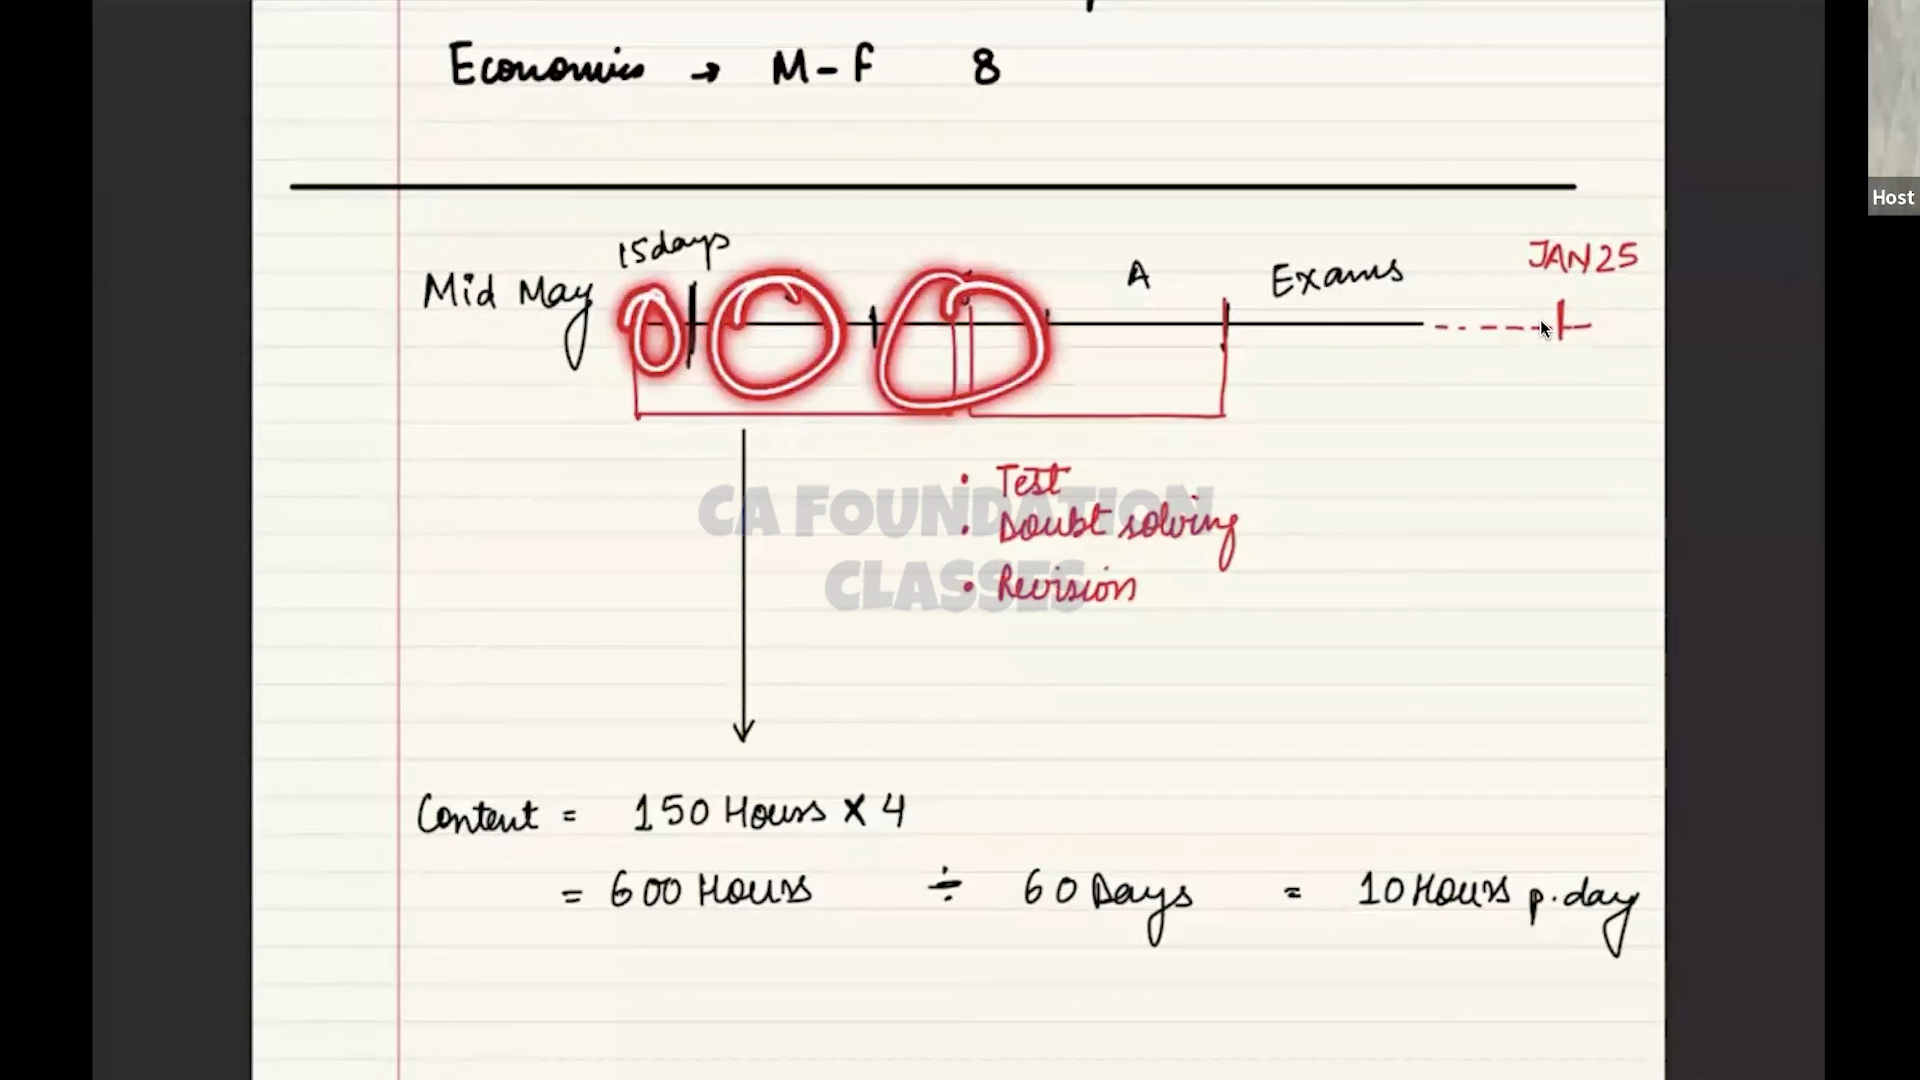 Economics → M-F 8
Host
15days
Mid May
A
Exams
JAN25
• Test
• Doubt solving
• Revision
CA FOUNDATION
CLASSES
Content = 150 Hours × 4
= 600 Hours ÷ 60 Days = 10 Hours p.day